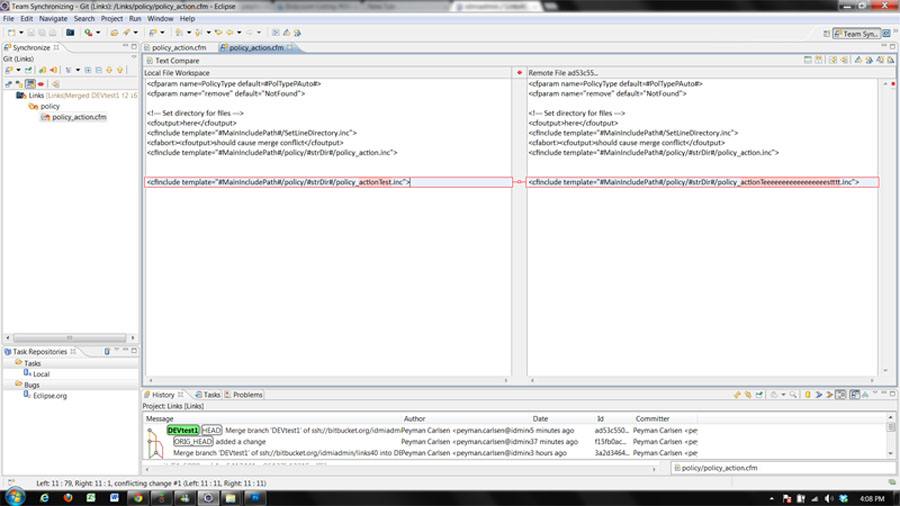 Team Synchronizing - Git (Links): /Links/policy/policy_action.cfm - Eclipse
File Edit Navigate Search Project Run Window Help
Team Syn...
Synchronize
policy_action.cfm
policy_action.cfm
Git (Links)
Text Compare
Local File Workspace
Remote File ad53c55...
Links [Links|Merged DEVtest1
policy
policy_action.cfm
<cfparam name=PolicyType default=#PolTypePAuto#>
<cfparam name="remove" default="NotFound">
<!--- Set directory for files --->
<cfoutput>here</cfoutput>
<cfinclude template="#MainIncludePath#/SetLineDirectory.inc">
<cfabort><cfoutput>should cause merge conflict</cfoutput>
<cfinclude template="#MainIncludePath#/policy/#strDir#/policy_action.inc">
<cfinclude template="#MainIncludePath#/policy/#strDir#/policy_actionTest.inc">
<cfparam name=PolicyType default=#PolTypePAuto#>
<cfparam name="remove" default="NotFound">
<!--- Set directory for files --->
<cfoutput>here</cfoutput>
<cfinclude template="#MainIncludePath#/SetLineDirectory.inc">
<cfabort><cfoutput>should cause merge conflict</cfoutput>
<cfinclude template="#MainIncludePath#/policy/#strDir#/policy_action.inc">
<cfinclude template="#MainIncludePath#/policy/#strDir#/policy_actionTeeeeeeeeeeeeeeeeestttt.inc">
Task Repositories
Tasks
Local
Bugs
Eclipse.org
History Tasks Problems
Project: Links [Links]
Message Author Date Id Committer
DEVtest1 HEAD Merge branch 'DEVtest1' of ssh://bitbucket.org/idmiadmin Peyman Carlsen <peyman.carlsen@idmin 5 minutes ago ad53c550... Peyman Carlsen <pe
ORIG_HEAD added a change Peyman Carlsen <peyman.carlsen@idmin 37 minutes ago f15fb0ac... Peyman Carlsen <pe
Merge branch 'DEVtest1' of ssh://bitbucket.org/idmiadmin/links40 into DE Peyman Carlsen <peyman.carlsen@idmin 3 hours ago 3a2d3464... Peyman Carlsen <pe
policy/policy_action.cfm
Left: 11 : 79, Right: 11 : 1, conflicting change #1 (Left: 11 : 11, Right: 11 : 11)
4:08 PM